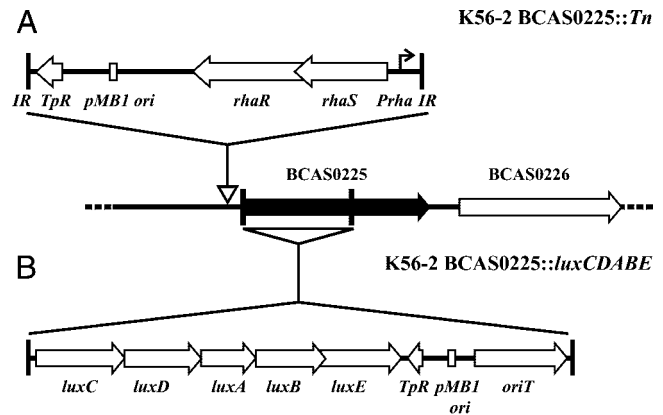 A K56-2 BCAS0225::Tn
IR TpR pMB1 ori rhaR rhaS Prha IR
BCAS0225 BCAS0226
B K56-2 BCAS0225::luxCDABE
luxC luxD luxA luxB luxE TpR pMB1 oriT
ori